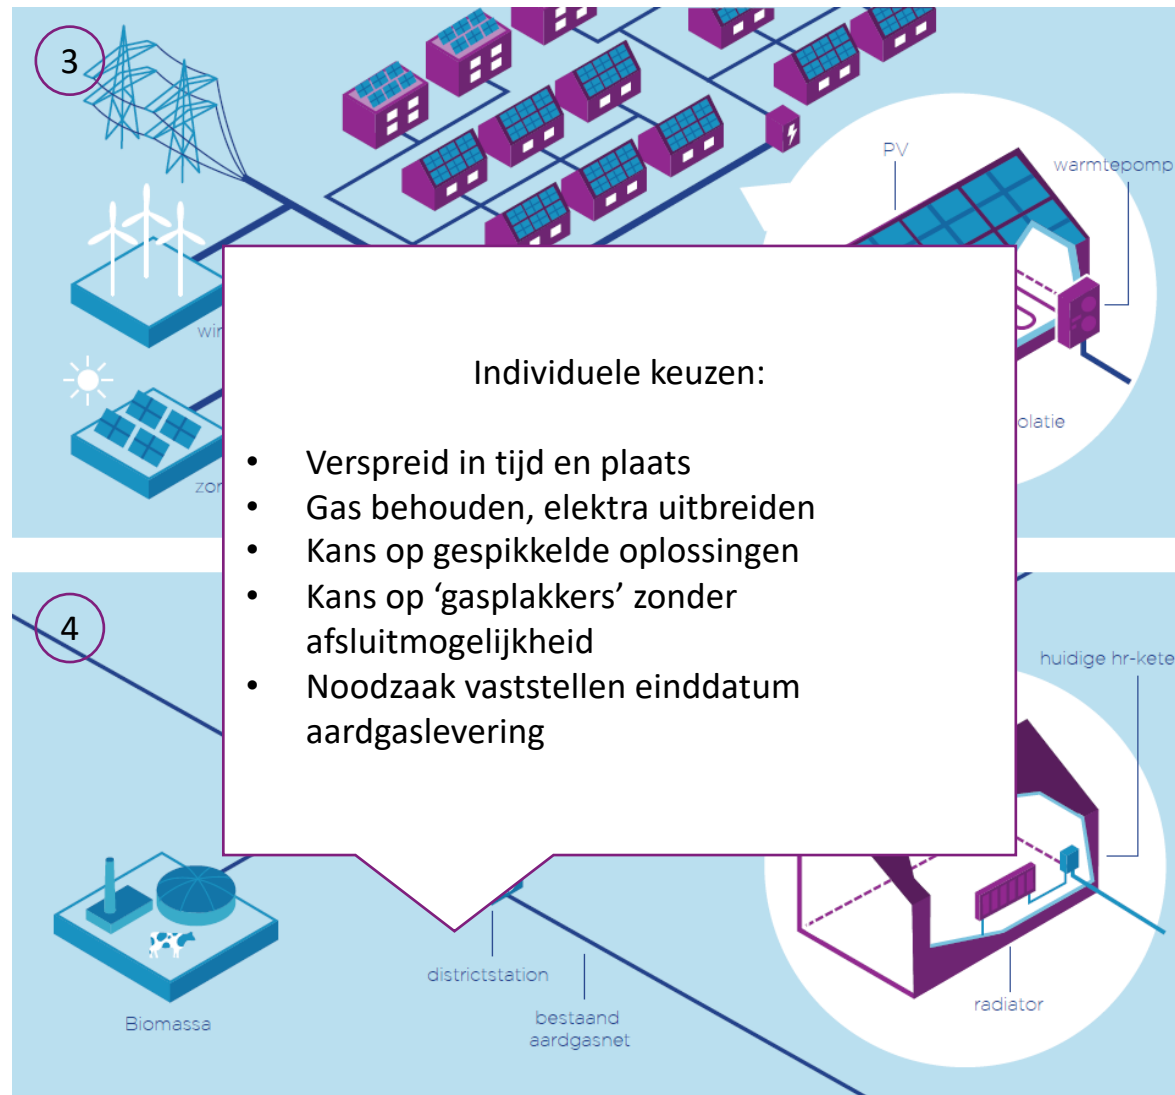 3
PV
warmtepomp
Individuele keuzen:
• Verspreid in tijd en plaats
• Gas behouden, elektra uitbreiden
• Kans op gespikkelde oplossingen
• Kans op ‘gasplakkers’ zonder
afsluitmogelijkheid
• Noodzaak vaststellen einddatum
aardgaslevering
4
huidige hr-kete
districtstation
bestaand
aardgasnet
radiator
Biomassa